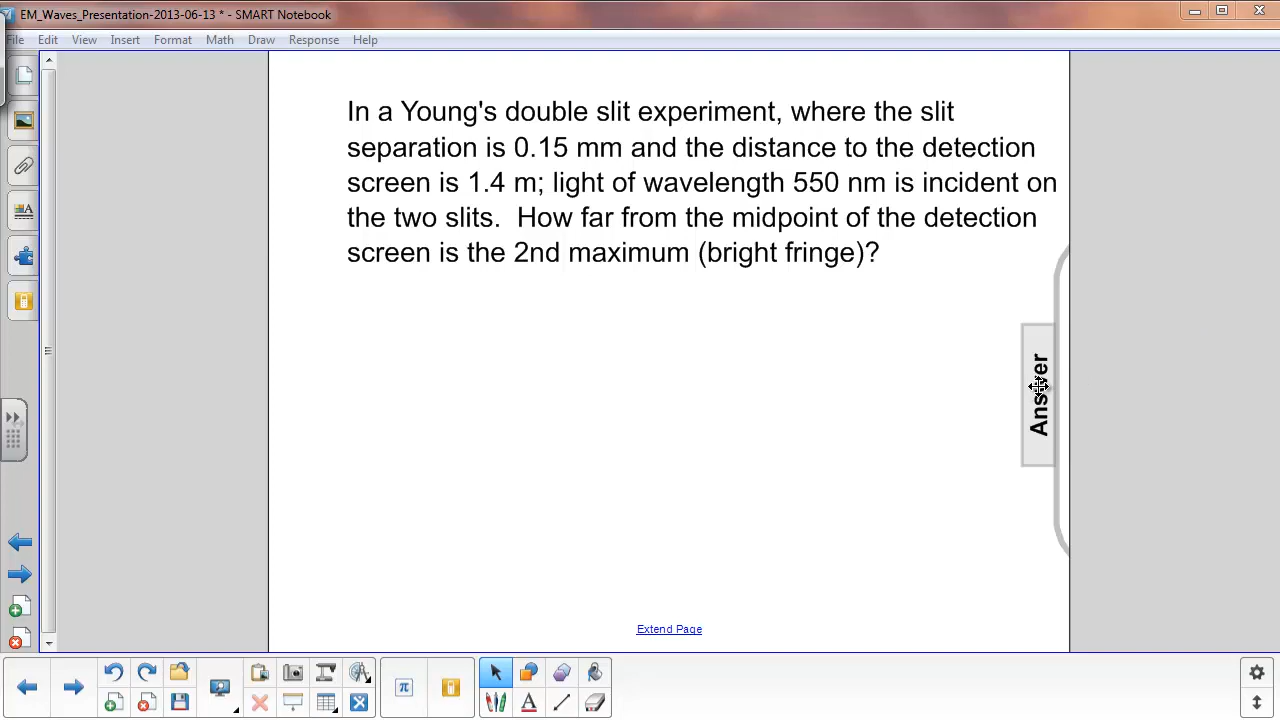 EM_Waves_Presentation-2013-06-13 * - SMART Notebook
File Edit View Insert Format Math Draw Response Help
In a Young's double slit experiment, where the slit
separation is 0.15 mm and the distance to the detection
screen is 1.4 m; light of wavelength 550 nm is incident on
the two slits.  How far from the midpoint of the detection
screen is the 2nd maximum (bright fringe)?
Answer
Extend Page